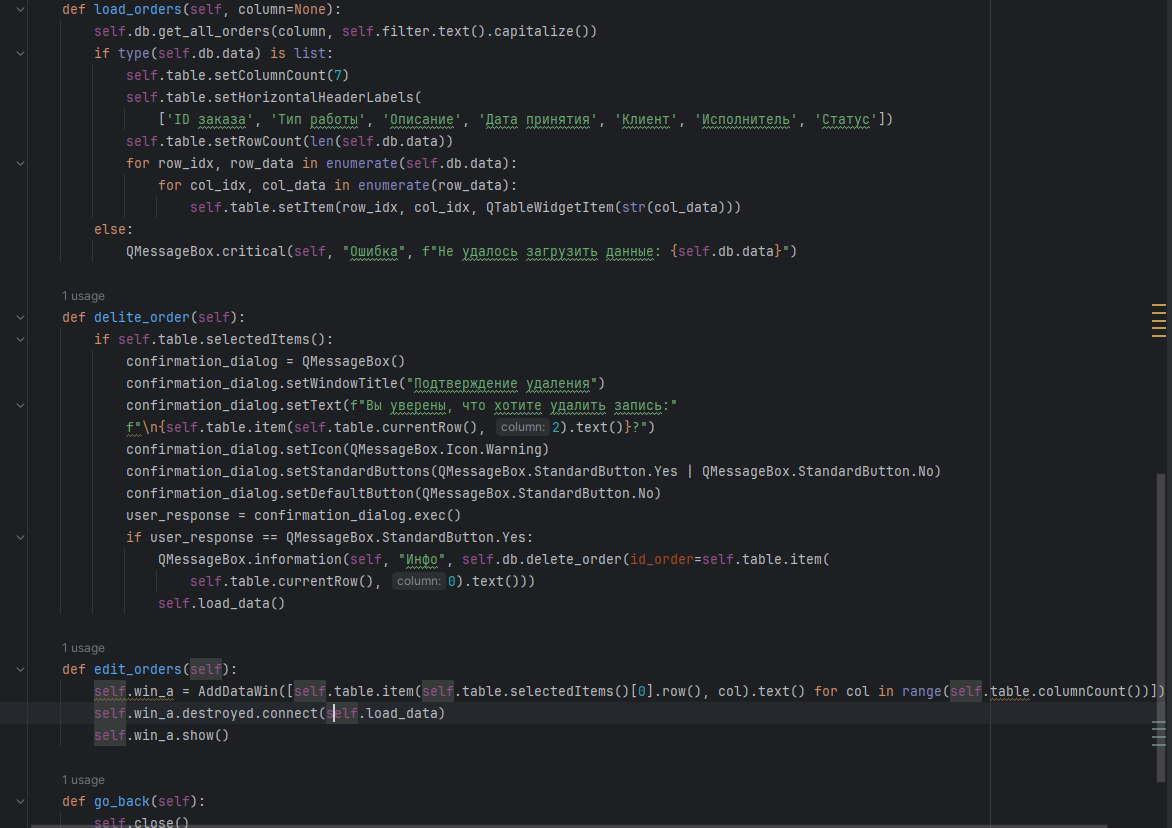 def load_orders(self, column=None):
self.db.get_all_orders(column, self.filter.text().capitalize())
if type(self.db.data) is list:
self.table.setColumnCount(7)
self.table.setHorizontalHeaderLabels(
['ID заказа', 'Тип работы', 'Описание', 'Дата принятия', 'Клиент', 'Исполнитель', 'Статус'])
self.table.setRowCount(len(self.db.data))
for row_idx, row_data in enumerate(self.db.data):
for col_idx, col_data in enumerate(row_data):
self.table.setItem(row_idx, col_idx, QTableWidgetItem(str(col_data)))
else:
QMessageBox.critical(self, "Ошибка", f"Не удалось загрузить данные: {self.db.data}")
1 usage
def delite_order(self):
if self.table.selectedItems():
confirmation_dialog = QMessageBox()
confirmation_dialog.setWindowTitle("Подтверждение удаления")
confirmation_dialog.setText(f"Вы уверены, что хотите удалить запись:"
f"\n{self.table.item(self.table.currentRow(), column: 2).text()}?")
confirmation_dialog.setIcon(QMessageBox.Icon.Warning)
confirmation_dialog.setStandardButtons(QMessageBox.StandardButton.Yes | QMessageBox.StandardButton.No)
confirmation_dialog.setDefaultButton(QMessageBox.StandardButton.No)
user_response = confirmation_dialog.exec()
if user_response == QMessageBox.StandardButton.Yes:
QMessageBox.information(self, "Инфо", self.db.delete_order(id_order=self.table.item(
self.table.currentRow(), column: 0).text()))
self.load_data()
1 usage
def edit_orders(self):
self.win_a = AddDataWin([self.table.item(self.table.selectedItems()[0].row(), col).text() for col in range(self.table.columnCount())])
self.win_a.destroyed.connect(self.load_data)
self.win_a.show()
1 usage
def go_back(self):
self.close()